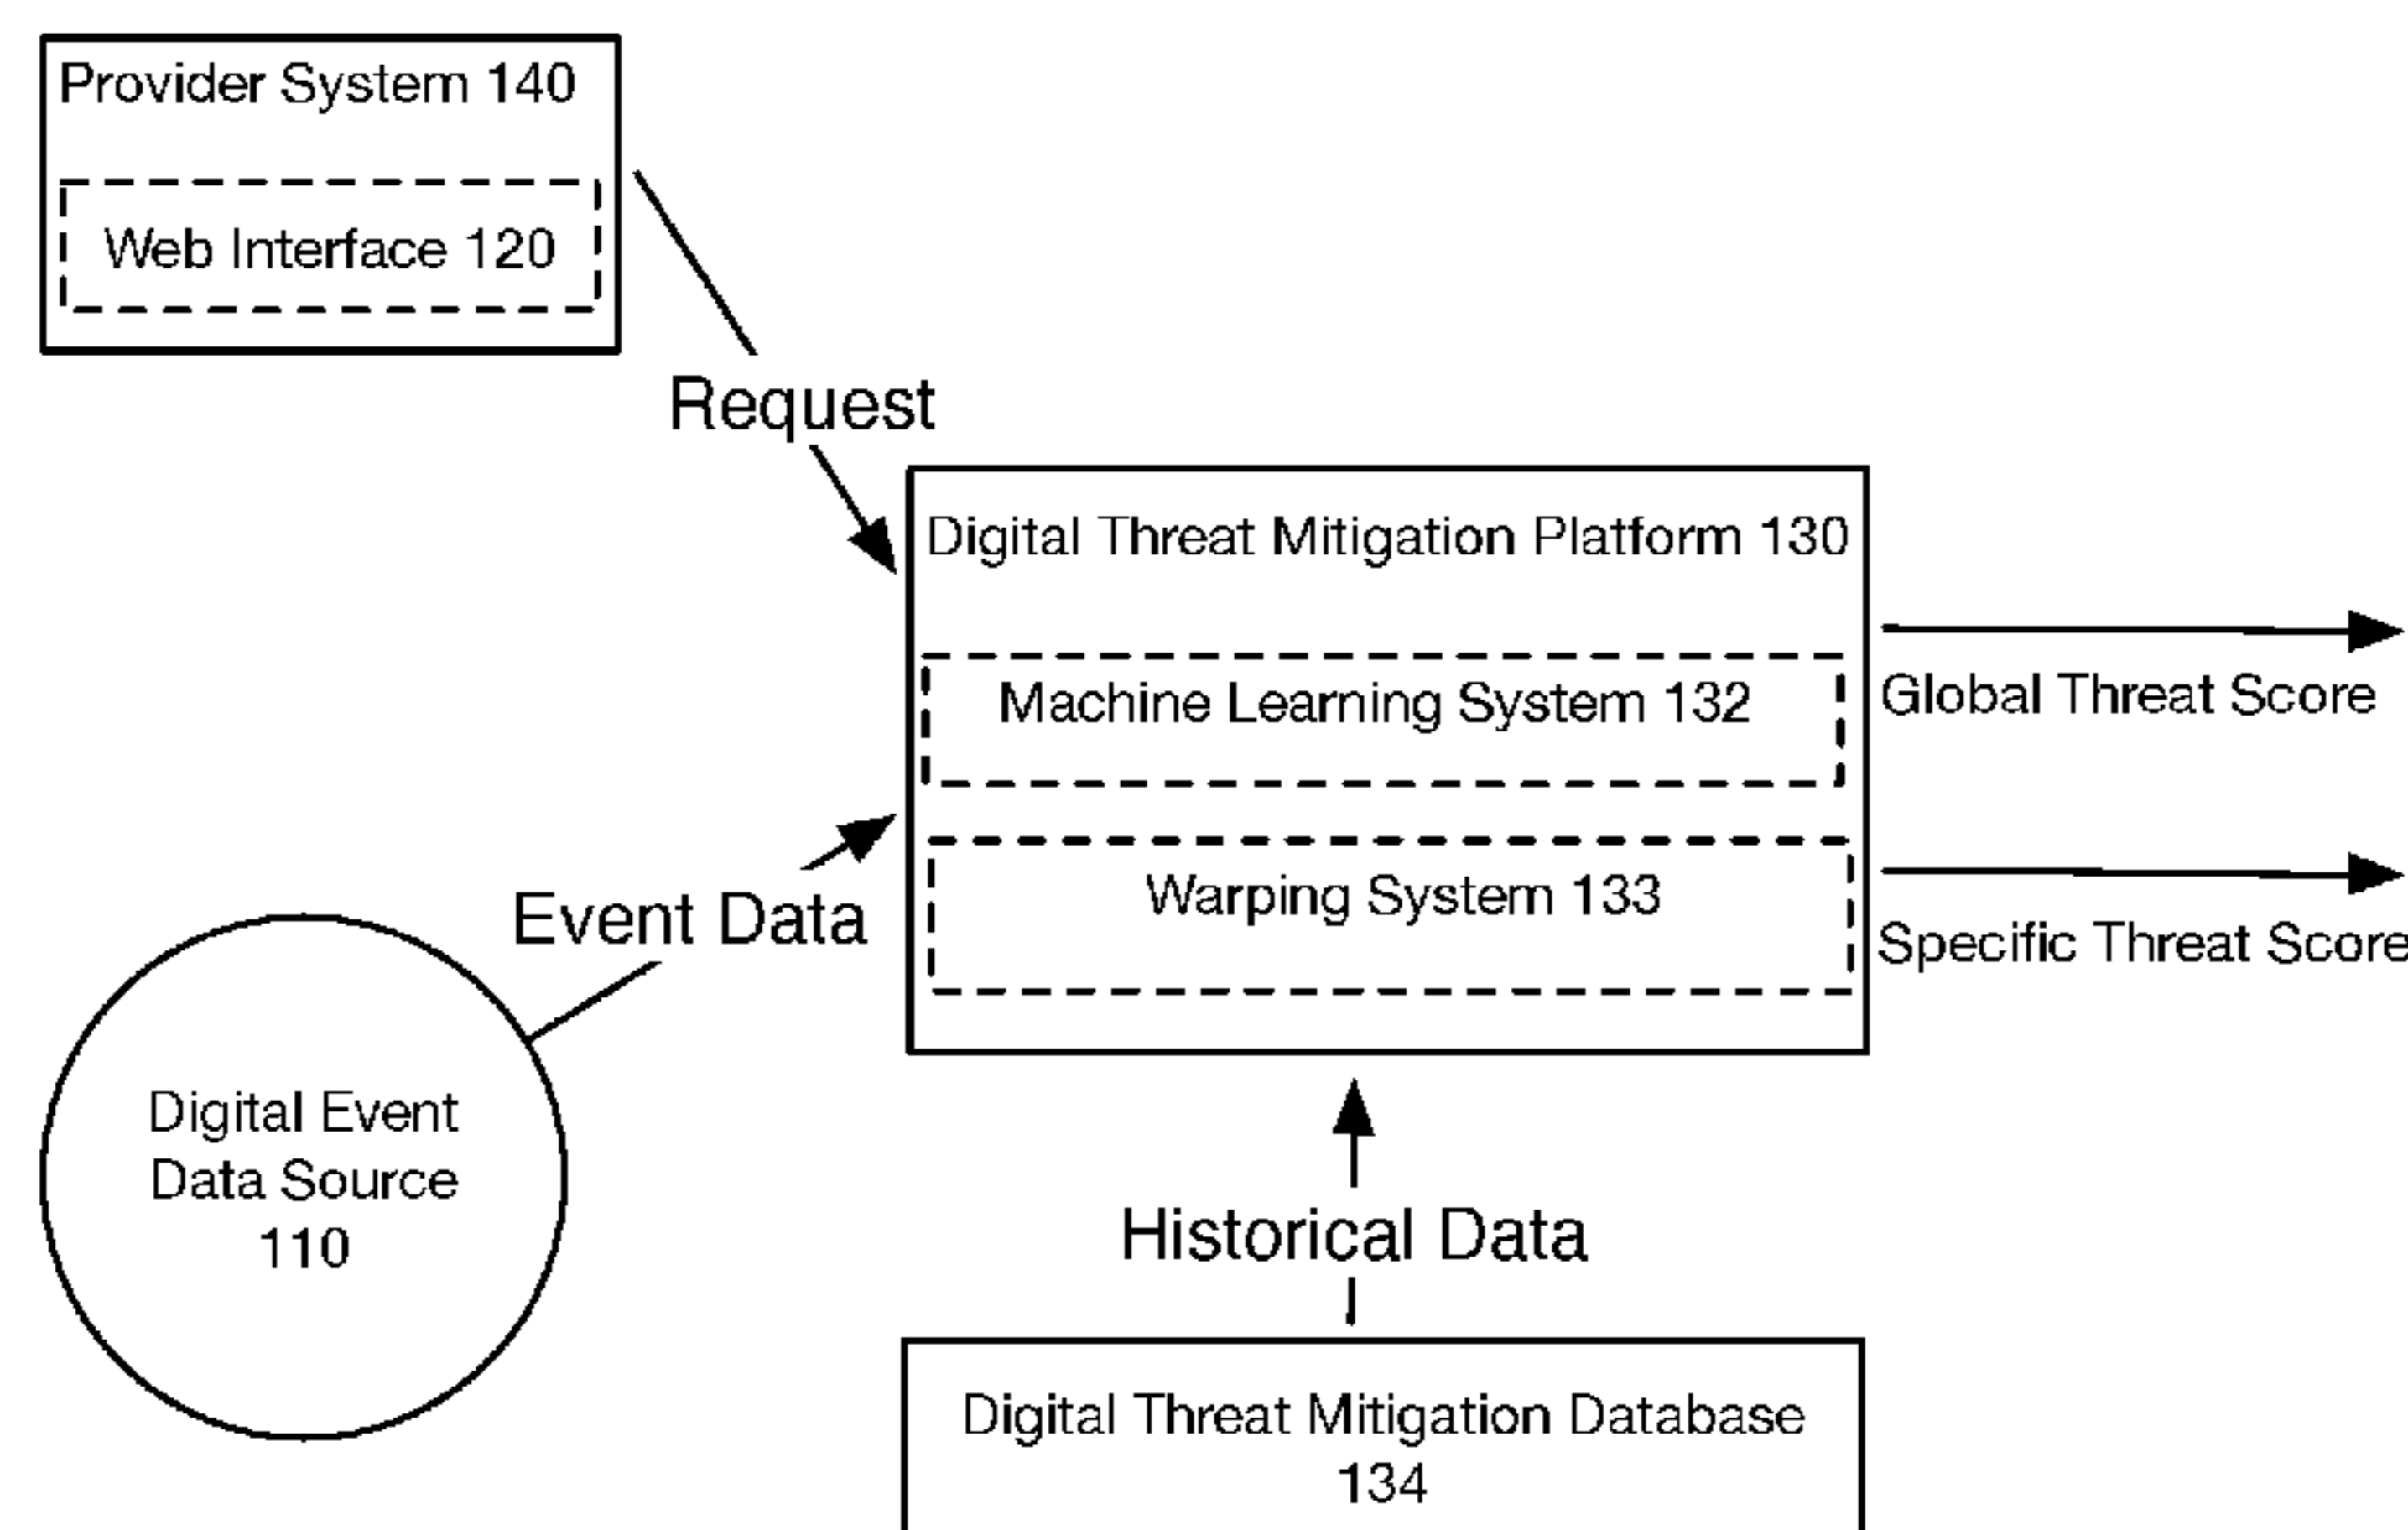 Provider System 140
Web Interface 120
Request
Digital Threat Mitigation Platform 130
Machine Learning System 132
Global Threat Score
Warping System 133
Specific Threat Score
Event Data
Digital Event
Data Source
110
Historical Data
Digital Threat Mitigation Database
134